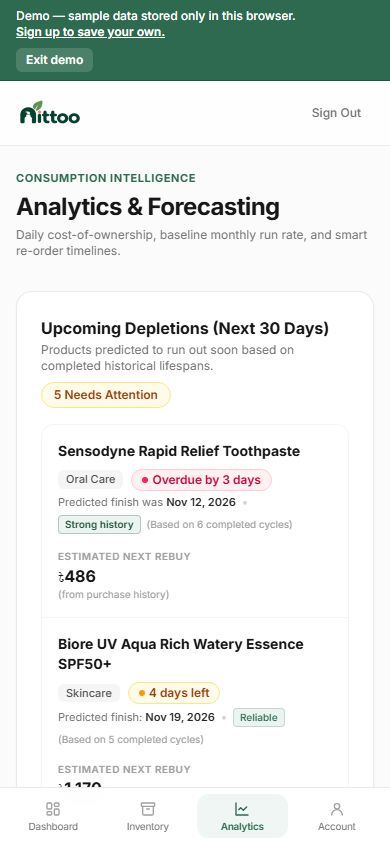 Demo — sample data stored only in this browser.
Sign up to save your own.
Exit demo
Nittoo
Sign Out
CONSUMPTION INTELLIGENCE
Analytics & Forecasting
Daily cost-of-ownership, baseline monthly run rate, and smart
re-order timelines.
Upcoming Depletions (Next 30 Days)
Products predicted to run out soon based on
completed historical lifespans.
5 Needs Attention
Sensodyne Rapid Relief Toothpaste
Oral Care
Overdue by 3 days
Predicted finish was Nov 12, 2026 •
Strong history (Based on 6 completed cycles)
ESTIMATED NEXT REBUY
৳486
(from purchase history)
Biore UV Aqua Rich Watery Essence
SPF50+
Skincare
4 days left
Predicted finish: Nov 19, 2026 • Reliable
(Based on 5 completed cycles)
ESTIMATED NEXT REBUY
Dashboard
Inventory
Analytics
Account